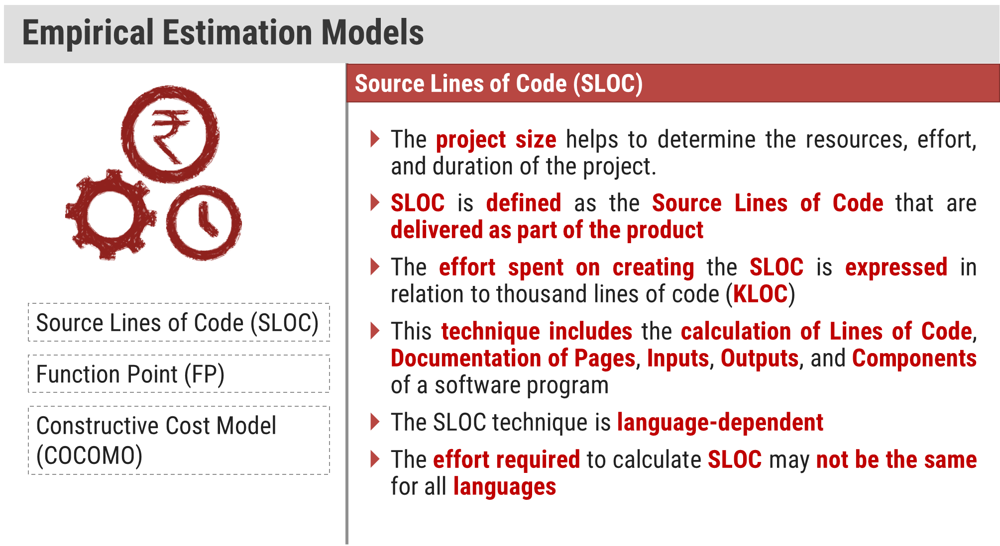 Empirical Estimation Models
Source Lines of Code (SLOC)
Function Point (FP)
Constructive Cost Model
(COCOMO)
Source Lines of Code (SLOC)
The project size helps to determine the resources, effort,
and duration of the project.
SLOC is defined as the Source Lines of Code that are
delivered as part of the product
The effort spent on creating the SLOC is expressed in
relation to thousand lines of code (KLOC)
This technique includes the calculation of Lines of Code,
Documentation of Pages, Inputs, Outputs, and Components
of a software program
The SLOC technique is language-dependent
The effort required to calculate SLOC may not be the same
for all languages